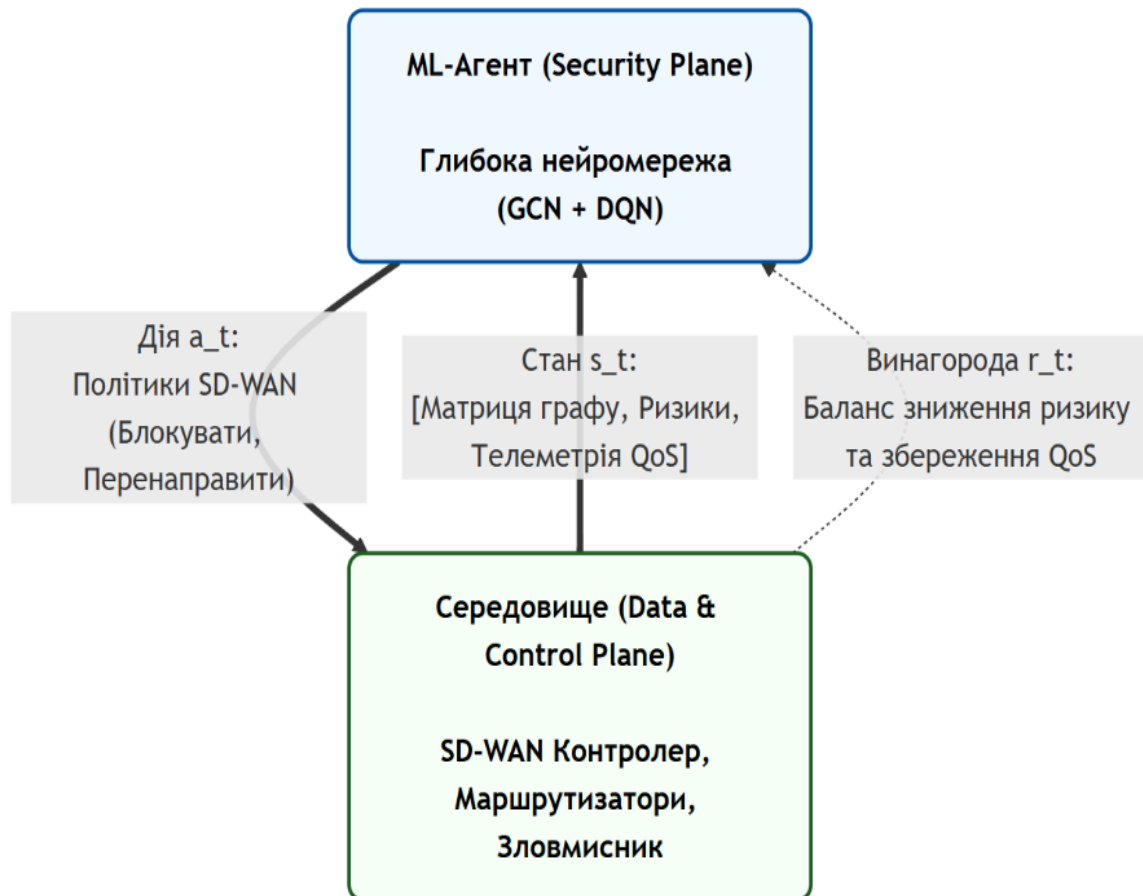 ML-Агент (Security Plane)
Глибока нейромережа
(GCN + DQN)
Дія a_t:
Політики SD-WAN
(Блокувати,
Перенаправити)
Стан s_t:
[Матриця графу, Ризики,
Телеметрія QoS]
Винагорода r_t:
Баланс зниження ризику
та збереження QoS
Середовище (Data &
Control Plane)
SD-WAN Контролер,
Маршрутизатори,
Зловмисник